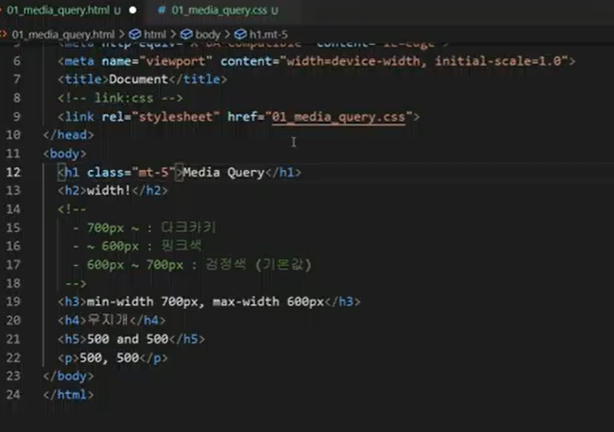 01_media_query.html U ● # 01_media_query.css U
01_media_query.html > html > body > h1.mt-5
5 <meta http-equiv="X-UA-Compatible" content="IE=edge">
6 <meta name="viewport" content="width=device-width, initial-scale=1.0">
7 <title>Document</title>
8 <!-- link:css -->
9 <link rel="stylesheet" href="01_media_query.css">
10 </head>
11 <body>
12 <h1 class="mt-5">Media Query</h1>
13 <h2>width!</h2>
14 <!--
15 - 700px ~ : 다크카키
16 - ~ 600px : 핑크색
17 - 600px ~ 700px : 검정색 (기본값)
18 -->
19 <h3>min-width 700px, max-width 600px</h3>
20 <h4>무지개</h4>
21 <h5>500 and 500</h5>
22 <p>500, 500</p>
23 </body>
24 </html>